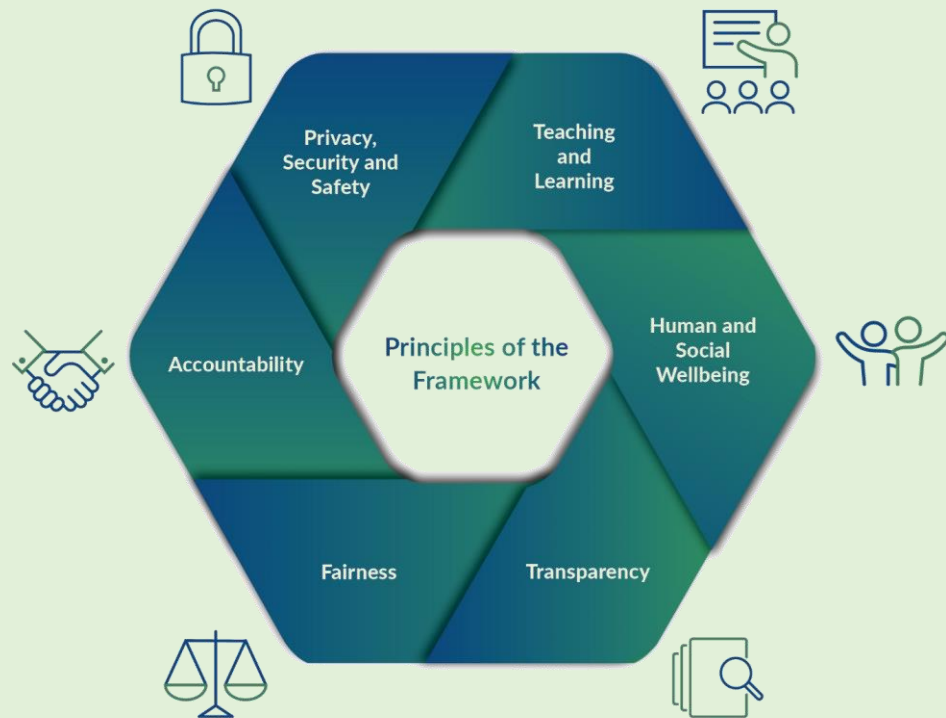 Privacy,
Security and
Safety
Teaching
and
Learning
Human and
Social
Wellbeing
Principles of the
Framework
Accountability
Fairness
Transparency